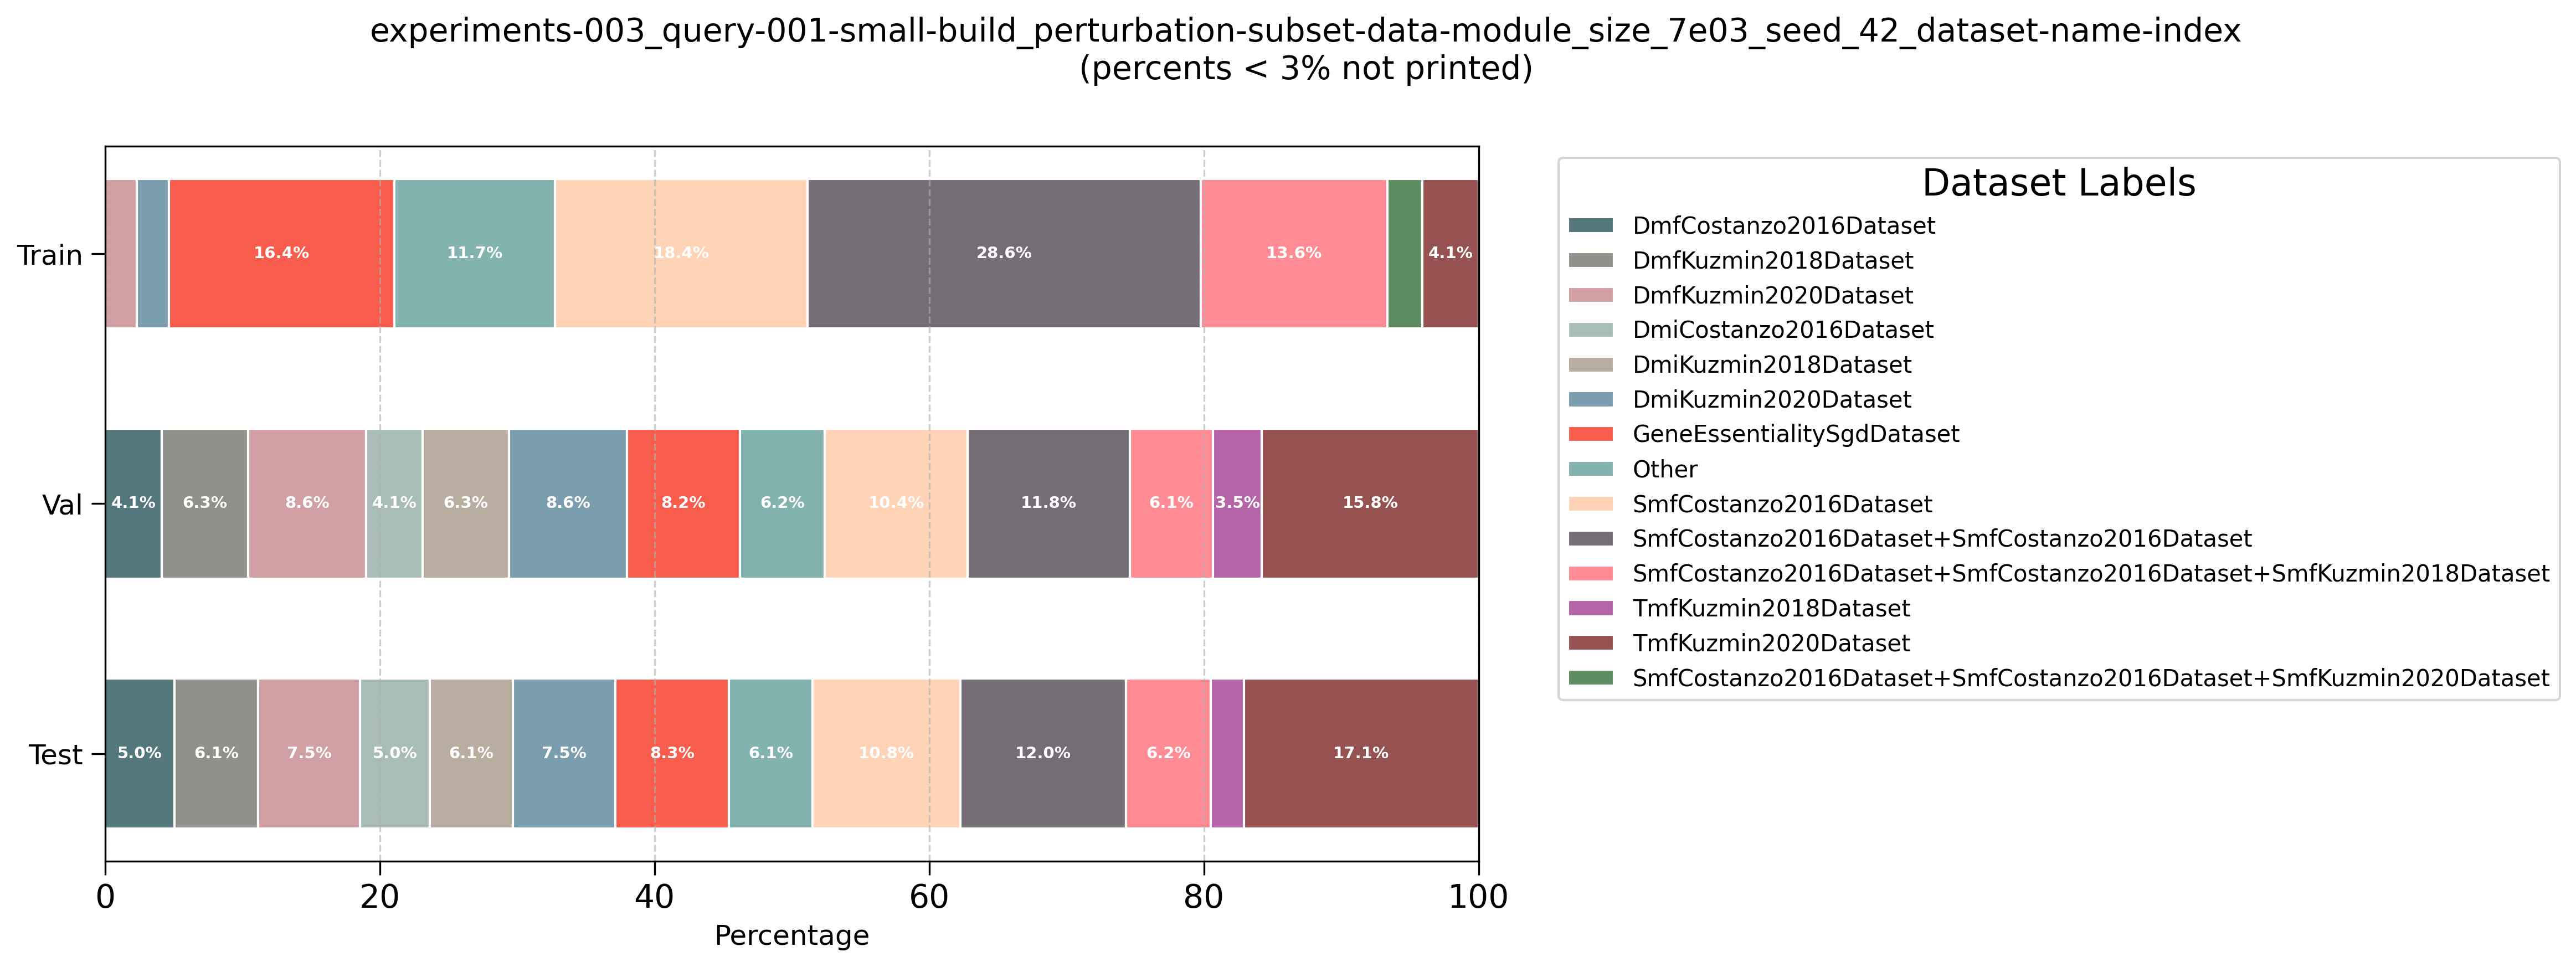 experiments-003_query-001-small-build_perturbation-subset-data-module_size_7e03_seed_42_dataset-name-index
(percents < 3% not printed)
Train
16.4%
11.7%
18.4%
28.6%
13.6%
4.1%
Val
4.1%
6.3%
8.6%
4.1%
6.3%
8.6%
8.2%
6.2%
10.4%
11.8%
6.1%
3.5%
15.8%
Test
5.0%
6.1%
7.5%
5.0%
6.1%
7.5%
8.3%
6.1%
10.8%
12.0%
6.2%
17.1%
0
20
40
60
80
100
Percentage
Dataset Labels
DmfCostanzo2016Dataset
DmfKuzmin2018Dataset
DmfKuzmin2020Dataset
DmiCostanzo2016Dataset
DmiKuzmin2018Dataset
DmiKuzmin2020Dataset
GeneEssentialitySgdDataset
Other
SmfCostanzo2016Dataset
SmfCostanzo2016Dataset+SmfCostanzo2016Dataset
SmfCostanzo2016Dataset+SmfCostanzo2016Dataset+SmfKuzmin2018Dataset
TmfKuzmin2018Dataset
TmfKuzmin2020Dataset
SmfCostanzo2016Dataset+SmfCostanzo2016Dataset+SmfKuzmin2020Dataset